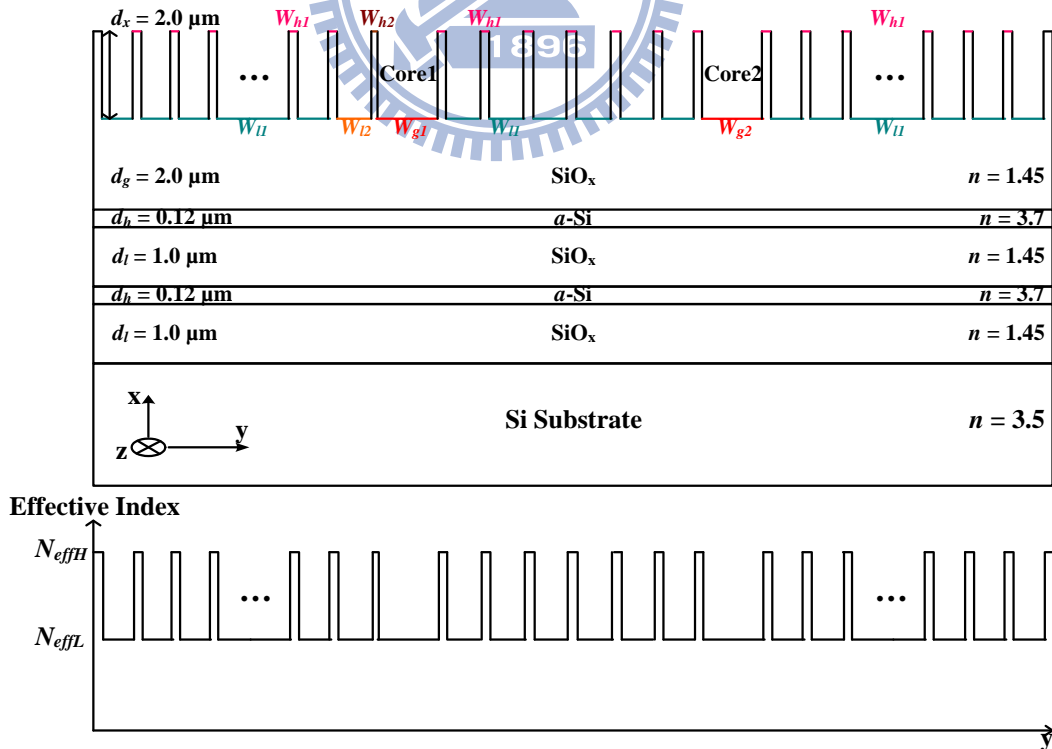 dx = 2.0 μm Wh1 Wh2 Wh1 Wh1
1896
... Core1 Core2 ...
Wl1 Wl2 Wg1 Wl1 Wg2 Wl1
dg = 2.0 μm SiOx n = 1.45
dh = 0.12 μm a-Si n = 3.7
dl = 1.0 μm SiOx n = 1.45
dh = 0.12 μm a-Si n = 3.7
dl = 1.0 μm SiOx n = 1.45
x
Si Substrate n = 3.5
y
z
Effective Index
NeffH
... ...
NeffL
y